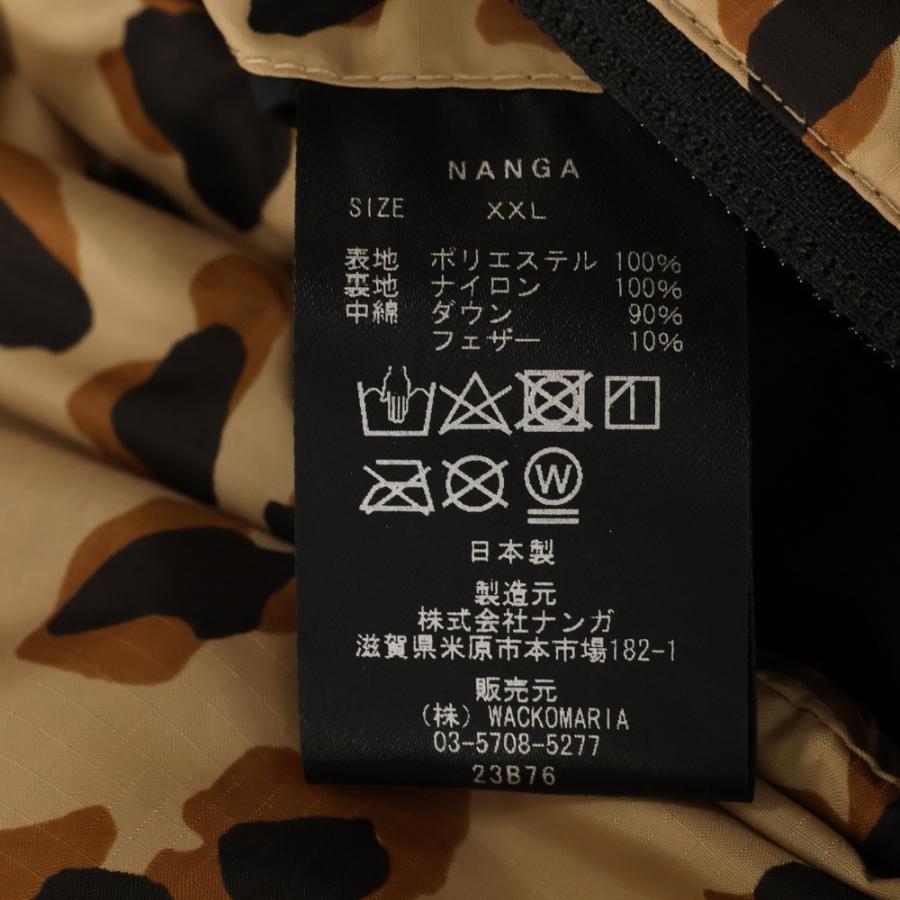 NANGA
SIZE XXL
表地 ポリエステル 100%
裏地 ナイロン 100%
中綿 ダウン 90%
フェザー 10%
W
日本製
製造元
株式会社ナンガ
滋賀県米原市本市場182-1
販売元
(株) WACKOMARIA
03-5708-5277
23B76